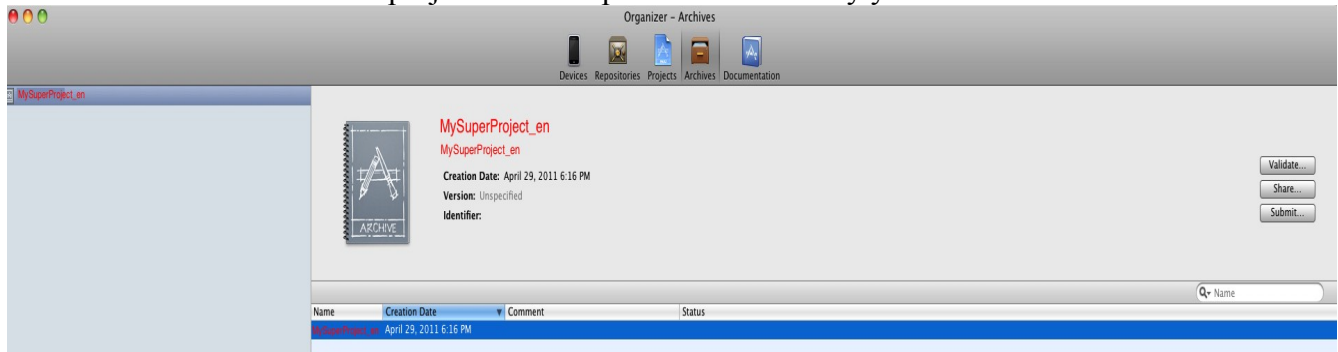 Organizer – Archives
Devices Repositories Projects Archives Documentation
MySuperProject_en
MySuperProject_en
MySuperProject_en
Creation Date: April 29, 2011 6:16 PM
Version: Unspecified
Identifier:
ARCHIVE
Validate...
Share...
Submit...
Name
Name Creation Date Comment Status
MySuperProject_en April 29, 2011 6:16 PM